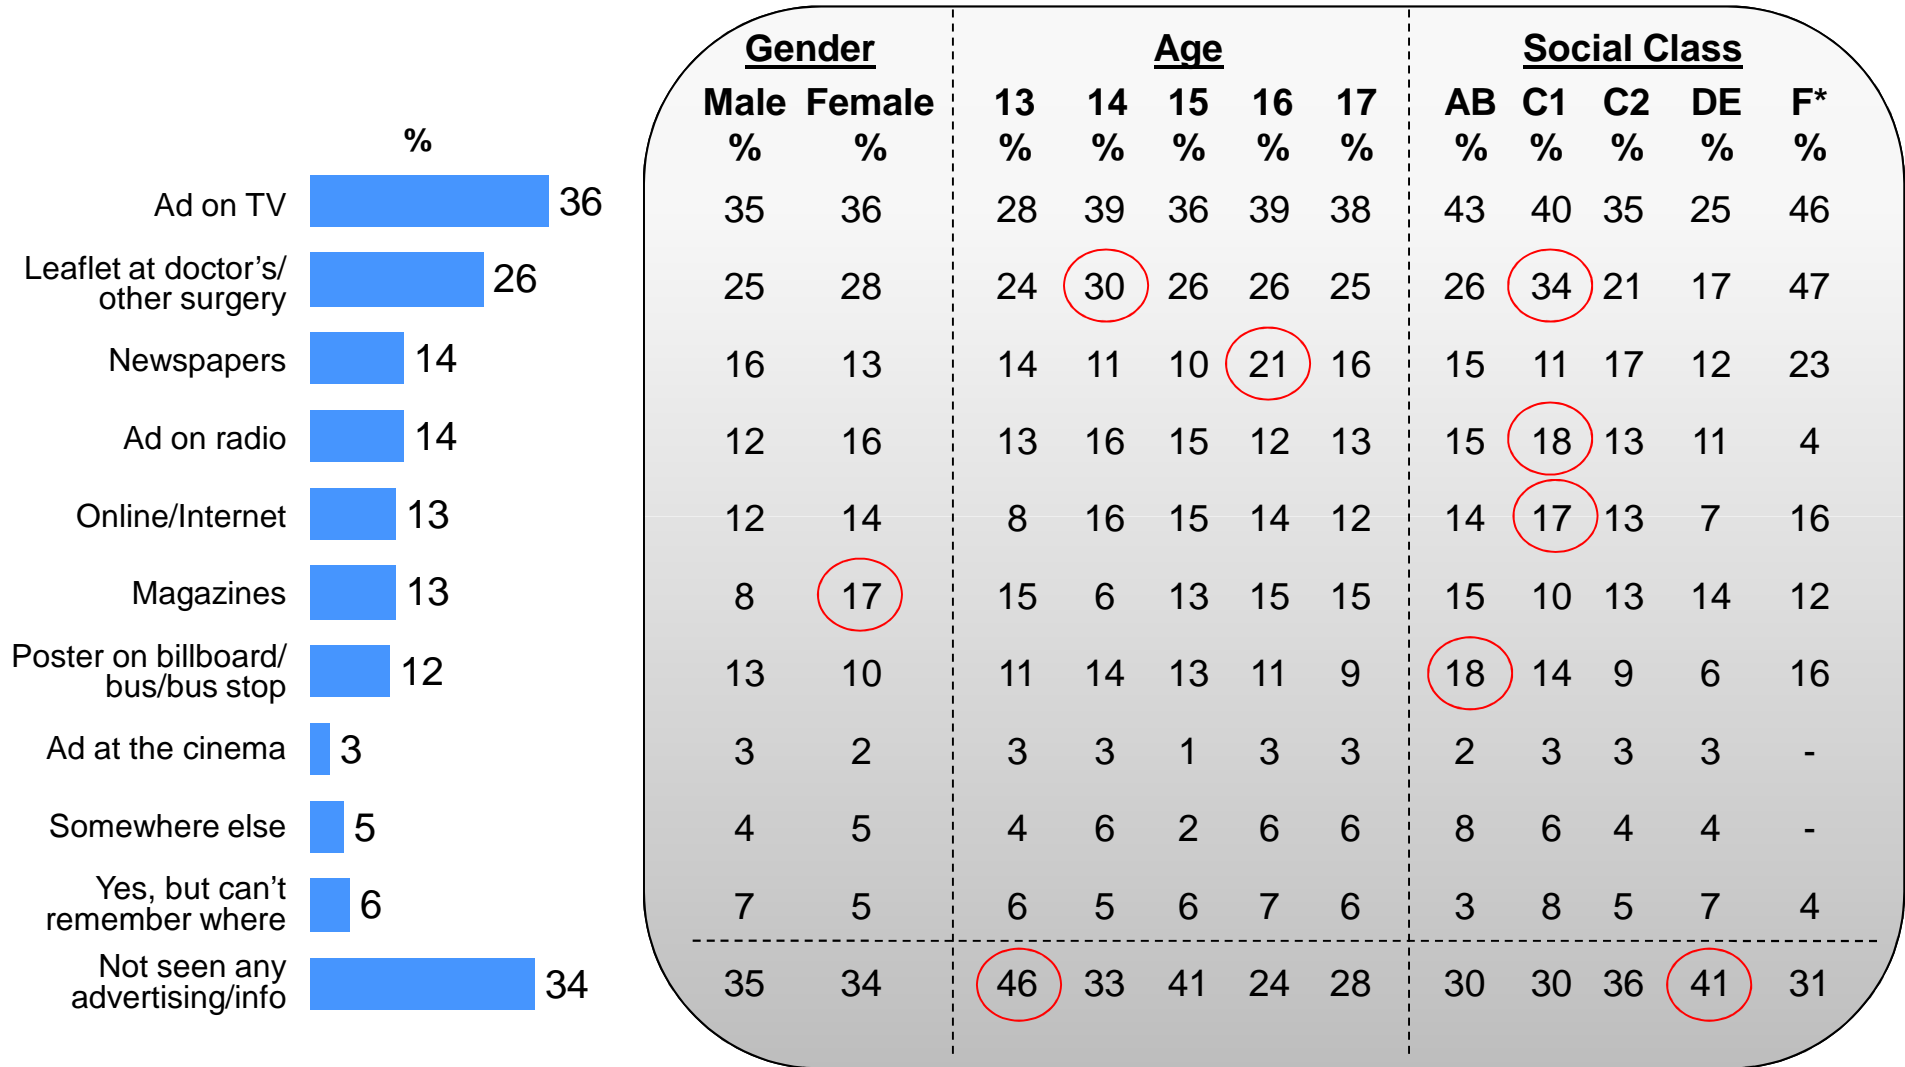 Gender Age Social Class
Male Female 13 14 15 16 17 AB C1 C2 DE F*
% % % % % % % % % % % % %
Ad on TV 36 35 36 28 39 36 39 38 43 40 35 25 46
Leaflet at doctor’s/
other surgery 26 25 28 24 30 26 26 25 26 34 21 17 47
Newspapers 14 16 13 14 11 10 21 16 15 11 17 12 23
Ad on radio 14 12 16 13 16 15 12 13 15 18 13 11 4
Online/Internet 13 12 14 8 16 15 14 12 14 17 13 7 16
Magazines 13 8 17 15 6 13 15 15 15 10 13 14 12
Poster on billboard/
bus/bus stop 12 13 10 11 14 13 11 9 18 14 9 6 16
Ad at the cinema 3 3 2 3 3 1 3 3 2 3 3 3 -
Somewhere else 5 4 5 4 6 2 6 6 8 6 4 4 -
Yes, but can’t
remember where 6 7 5 6 5 6 7 6 3 8 5 7 4
Not seen any
advertising/info 34 35 34 46 33 41 24 28 30 30 36 41 31